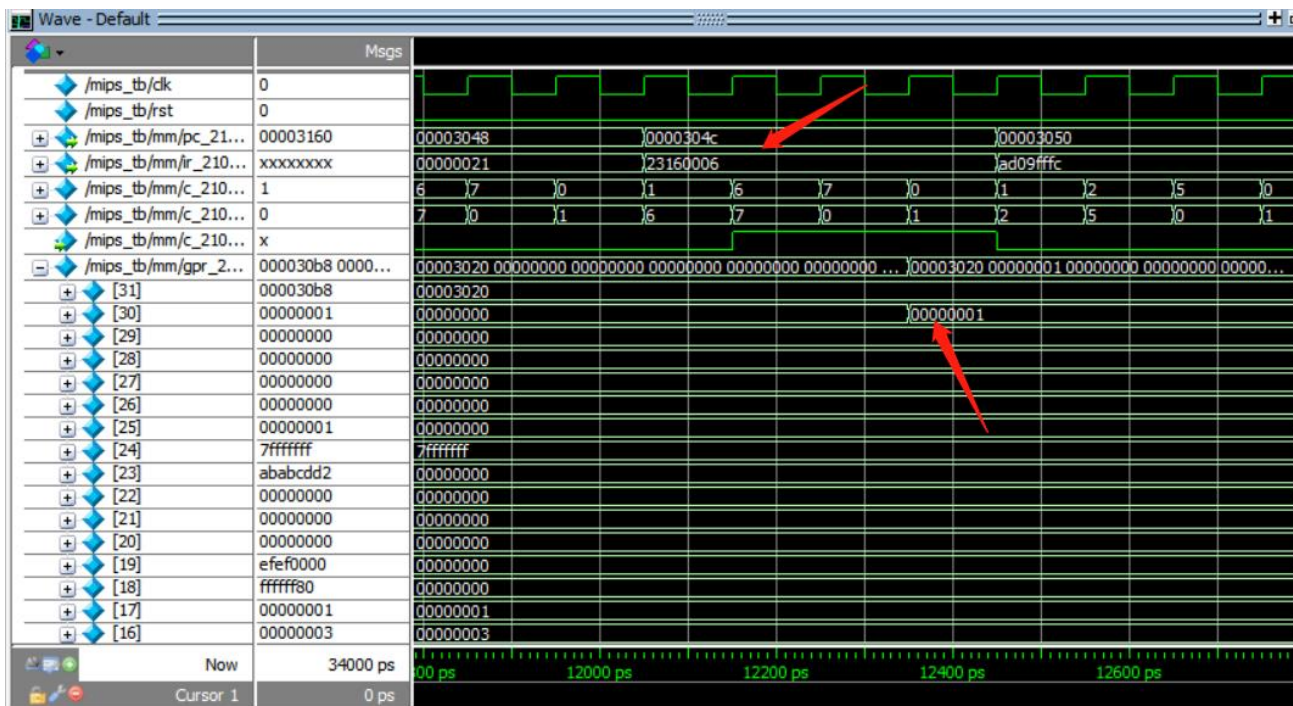 Wave - Default
Msgs
/mips_tb/clk 0
/mips_tb/rst 0
/mips_tb/mm/pc_21... 00003160 00003048 0000304c 00003050
/mips_tb/mm/ir_210... xxxxxxxx 00000021 23160006 ad09fffc
/mips_tb/mm/c_210... 1 6 7 0 1 6 7 0 1 2 5 0
/mips_tb/mm/c_210... 0 7 0 1 6 7 0 1 2 5 0 1
/mips_tb/mm/c_210... x
/mips_tb/mm/gpr_2... 000030b8 0000... 00003020 00000000 00000000 00000000 00000000 00000000 ... 00003020 00000001 00000000 00000000 00000...
[31] 000030b8 00003020
[30] 00000001 00000000 00000001
[29] 00000000 00000000
[28] 00000000 00000000
[27] 00000000 00000000
[26] 00000000 00000000
[25] 00000001 00000000
[24] 7fffffff 7fffffff
[23] ababcdd2 00000000
[22] 00000000 00000000
[21] 00000000 00000000
[20] 00000000 00000000
[19] efef0000 00000000
[18] ffffff80 00000000
[17] 00000001 00000001
[16] 00000003 00000003
Now 34000 ps 12000 ps 12200 ps 12400 ps 12600 ps
Cursor 1 0 ps